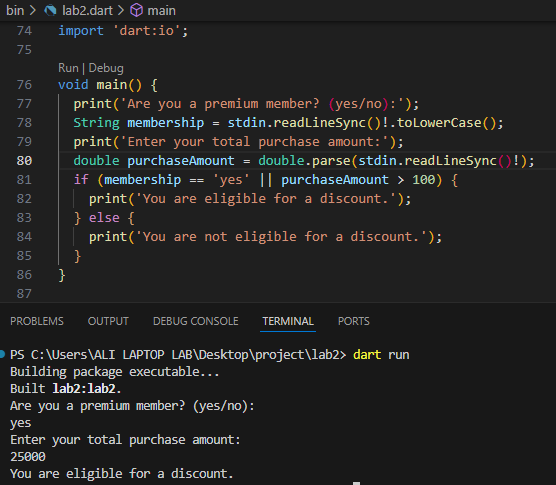 bin > lab2.dart > main
74 import 'dart:io';
75
Run | Debug
76 void main() {
77 print('Are you a premium member? (yes/no):');
78 String membership = stdin.readLineSync()!.toLowerCase();
79 print('Enter your total purchase amount:');
80 double purchaseAmount = double.parse(stdin.readLineSync()!);
81 if (membership == 'yes' || purchaseAmount > 100) {
82 print('You are eligible for a discount.');
83 } else {
84 print('You are not eligible for a discount.');
85 }
86 }
87
PROBLEMS OUTPUT DEBUG CONSOLE TERMINAL PORTS
PS C:\Users\ALI LAPTOP LAB\Desktop\project\lab2> dart run
Building package executable...
Built lab2:lab2.
Are you a premium member? (yes/no):
yes
Enter your total purchase amount:
25000
You are eligible for a discount.